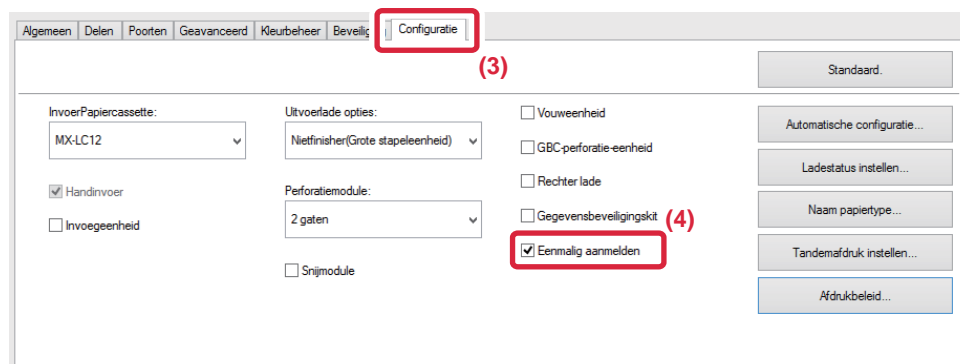 Algemeen Delen Poorten Geavanceerd Kleurbeheer Beveilig Configuratie
(3)
Standaard.
InvoerPapiercassette:
MX-LC12
Handinvoer
Invoegeenheid
Uitvoerlade opties:
Nietfinisher(Grote stapeleenheid)
Perforatiemodule:
2 gaten
Snijmodule
Vouweenheid
GBC-perforatie-eenheid
Rechter lade
Gegevensbeveiligingskit
(4)
Eenmalig aanmelden
Automatische configuratie...
Ladestatus instellen...
Naam papiertype...
Tandemafdruk instellen...
Afdrukbeleid...